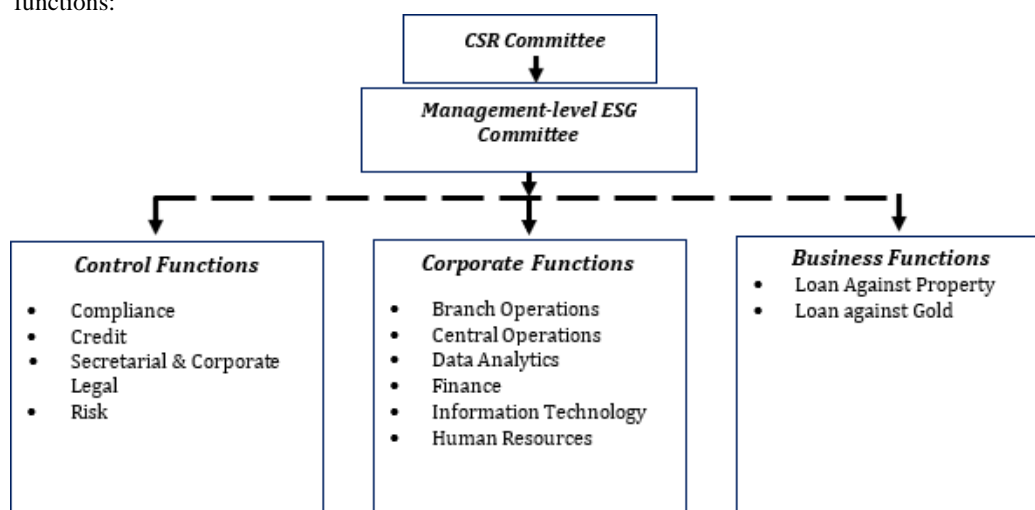 functions:
CSR Committee
Management-level ESG
Committee
Control Functions
• Compliance
• Credit
• Secretarial & Corporate
Legal
• Risk
Corporate Functions
• Branch Operations
• Central Operations
• Data Analytics
• Finance
• Information Technology
• Human Resources
Business Functions
• Loan Against Property
• Loan against Gold